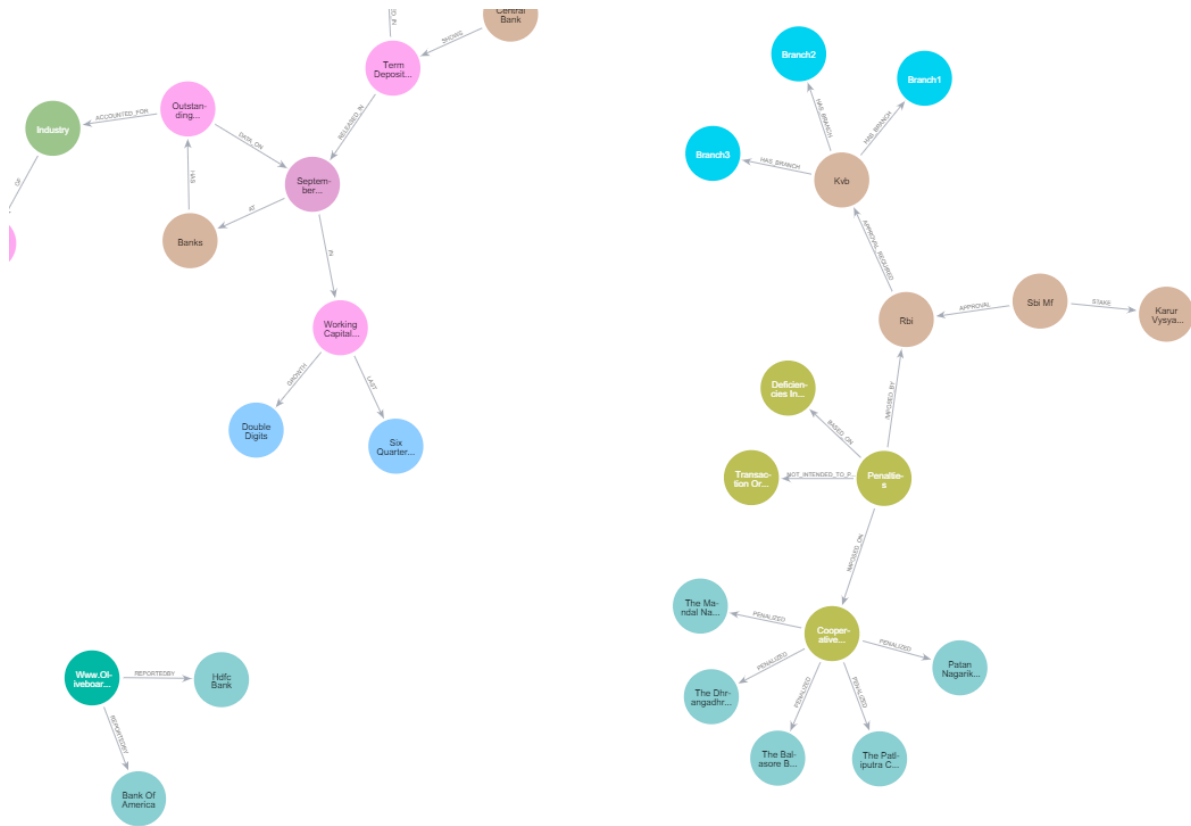 Central
Bank
SHOWS
Term
Deposit...
RELEASED_IN
Outstan-
ding...
ACCOUNTED_FOR
Industry
OF
DATA_ON
HAS
Septem-
ber...
AT
Banks
IN
Working
Capital...
GROWTH
LAST
Double
Digits
Six
Quarter...
Www.Ol-
iveboar...
REPORTEDBY
Hdfc
Bank
REPORTEDBY
Bank Of
America
Branch2
Branch1
HAS_BRANCH
HAS_BRANCH
Branch3
HAS_BRANCH
Kvb
APPROVAL_REQUIRED
Rbi
APPROVAL
Sbi Mf
STAKE
Karur
Vysya...
IMPOSED_BY
Deficien-
cies In...
BASED_ON
Transac-
tion Or...
NOT_INTENDED_TO_P...
Penaltie-
s
IMPOSED_ON
The Ma-
ndal Na...
PENALIZED
Cooper-
ative...
PENALIZED
Patan
Nagarik...
PENALIZED
The Dhr-
angadhr...
PENALIZED
PENALIZED
The Bal-
asore B...
The Patl-
iputra C...